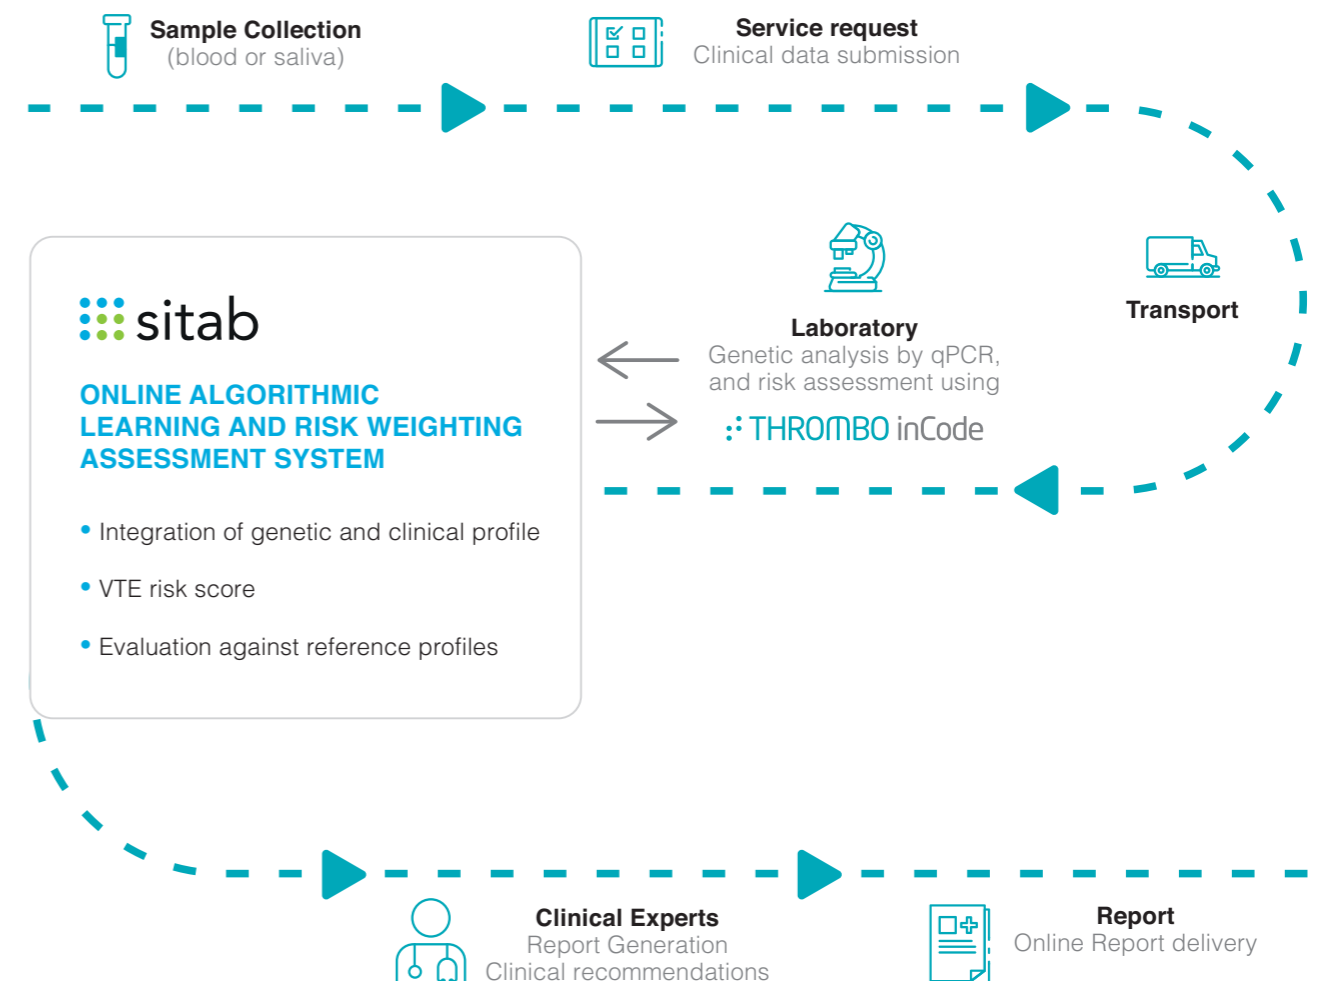 Sample Collection
(blood or saliva)
Service request
Clinical data submission
Transport
Laboratory
Genetic analysis by qPCR,
and risk assessment using
THROMBO inCode
sitab
ONLINE ALGORITHMIC
LEARNING AND RISK WEIGHTING
ASSESSMENT SYSTEM
• Integration of genetic and clinical profile
• VTE risk score
• Evaluation against reference profiles
Clinical Experts
Report Generation
Clinical recommendations
Report
Online Report delivery